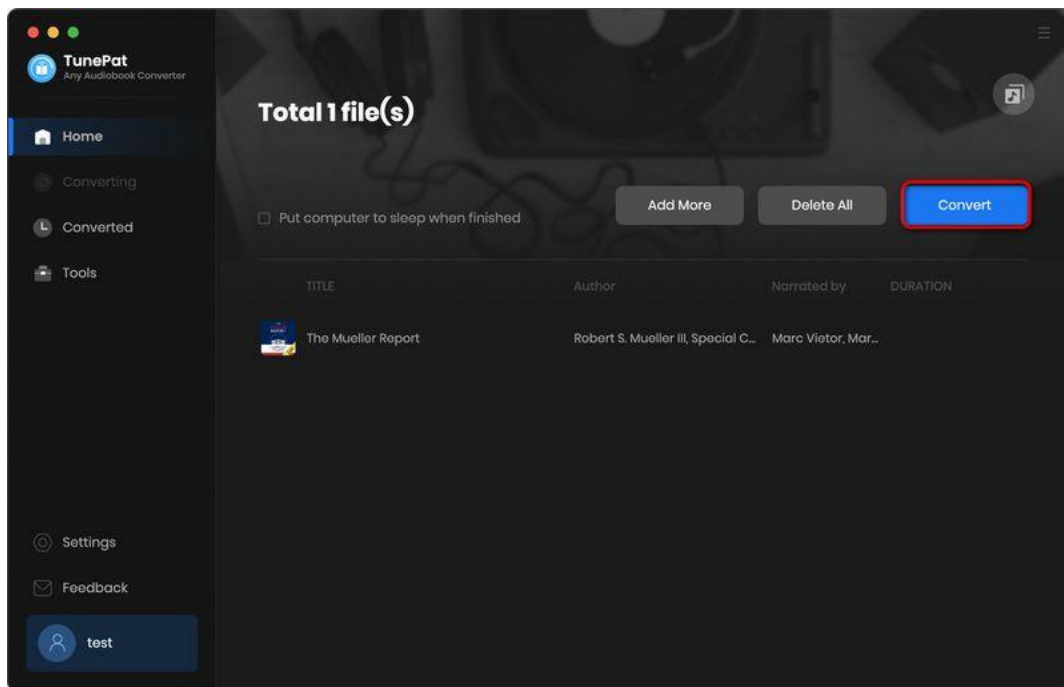 TunePat
Any Audiobook Converter
Home
Converting
Converted
Tools
Settings
Feedback
test
Total 1 file(s)
Put computer to sleep when finished
Add More Delete All Convert
TITLE Author Narrated by DURATION
The Mueller Report Robert S. Mueller III, Special C... Marc Vietor, Mar...